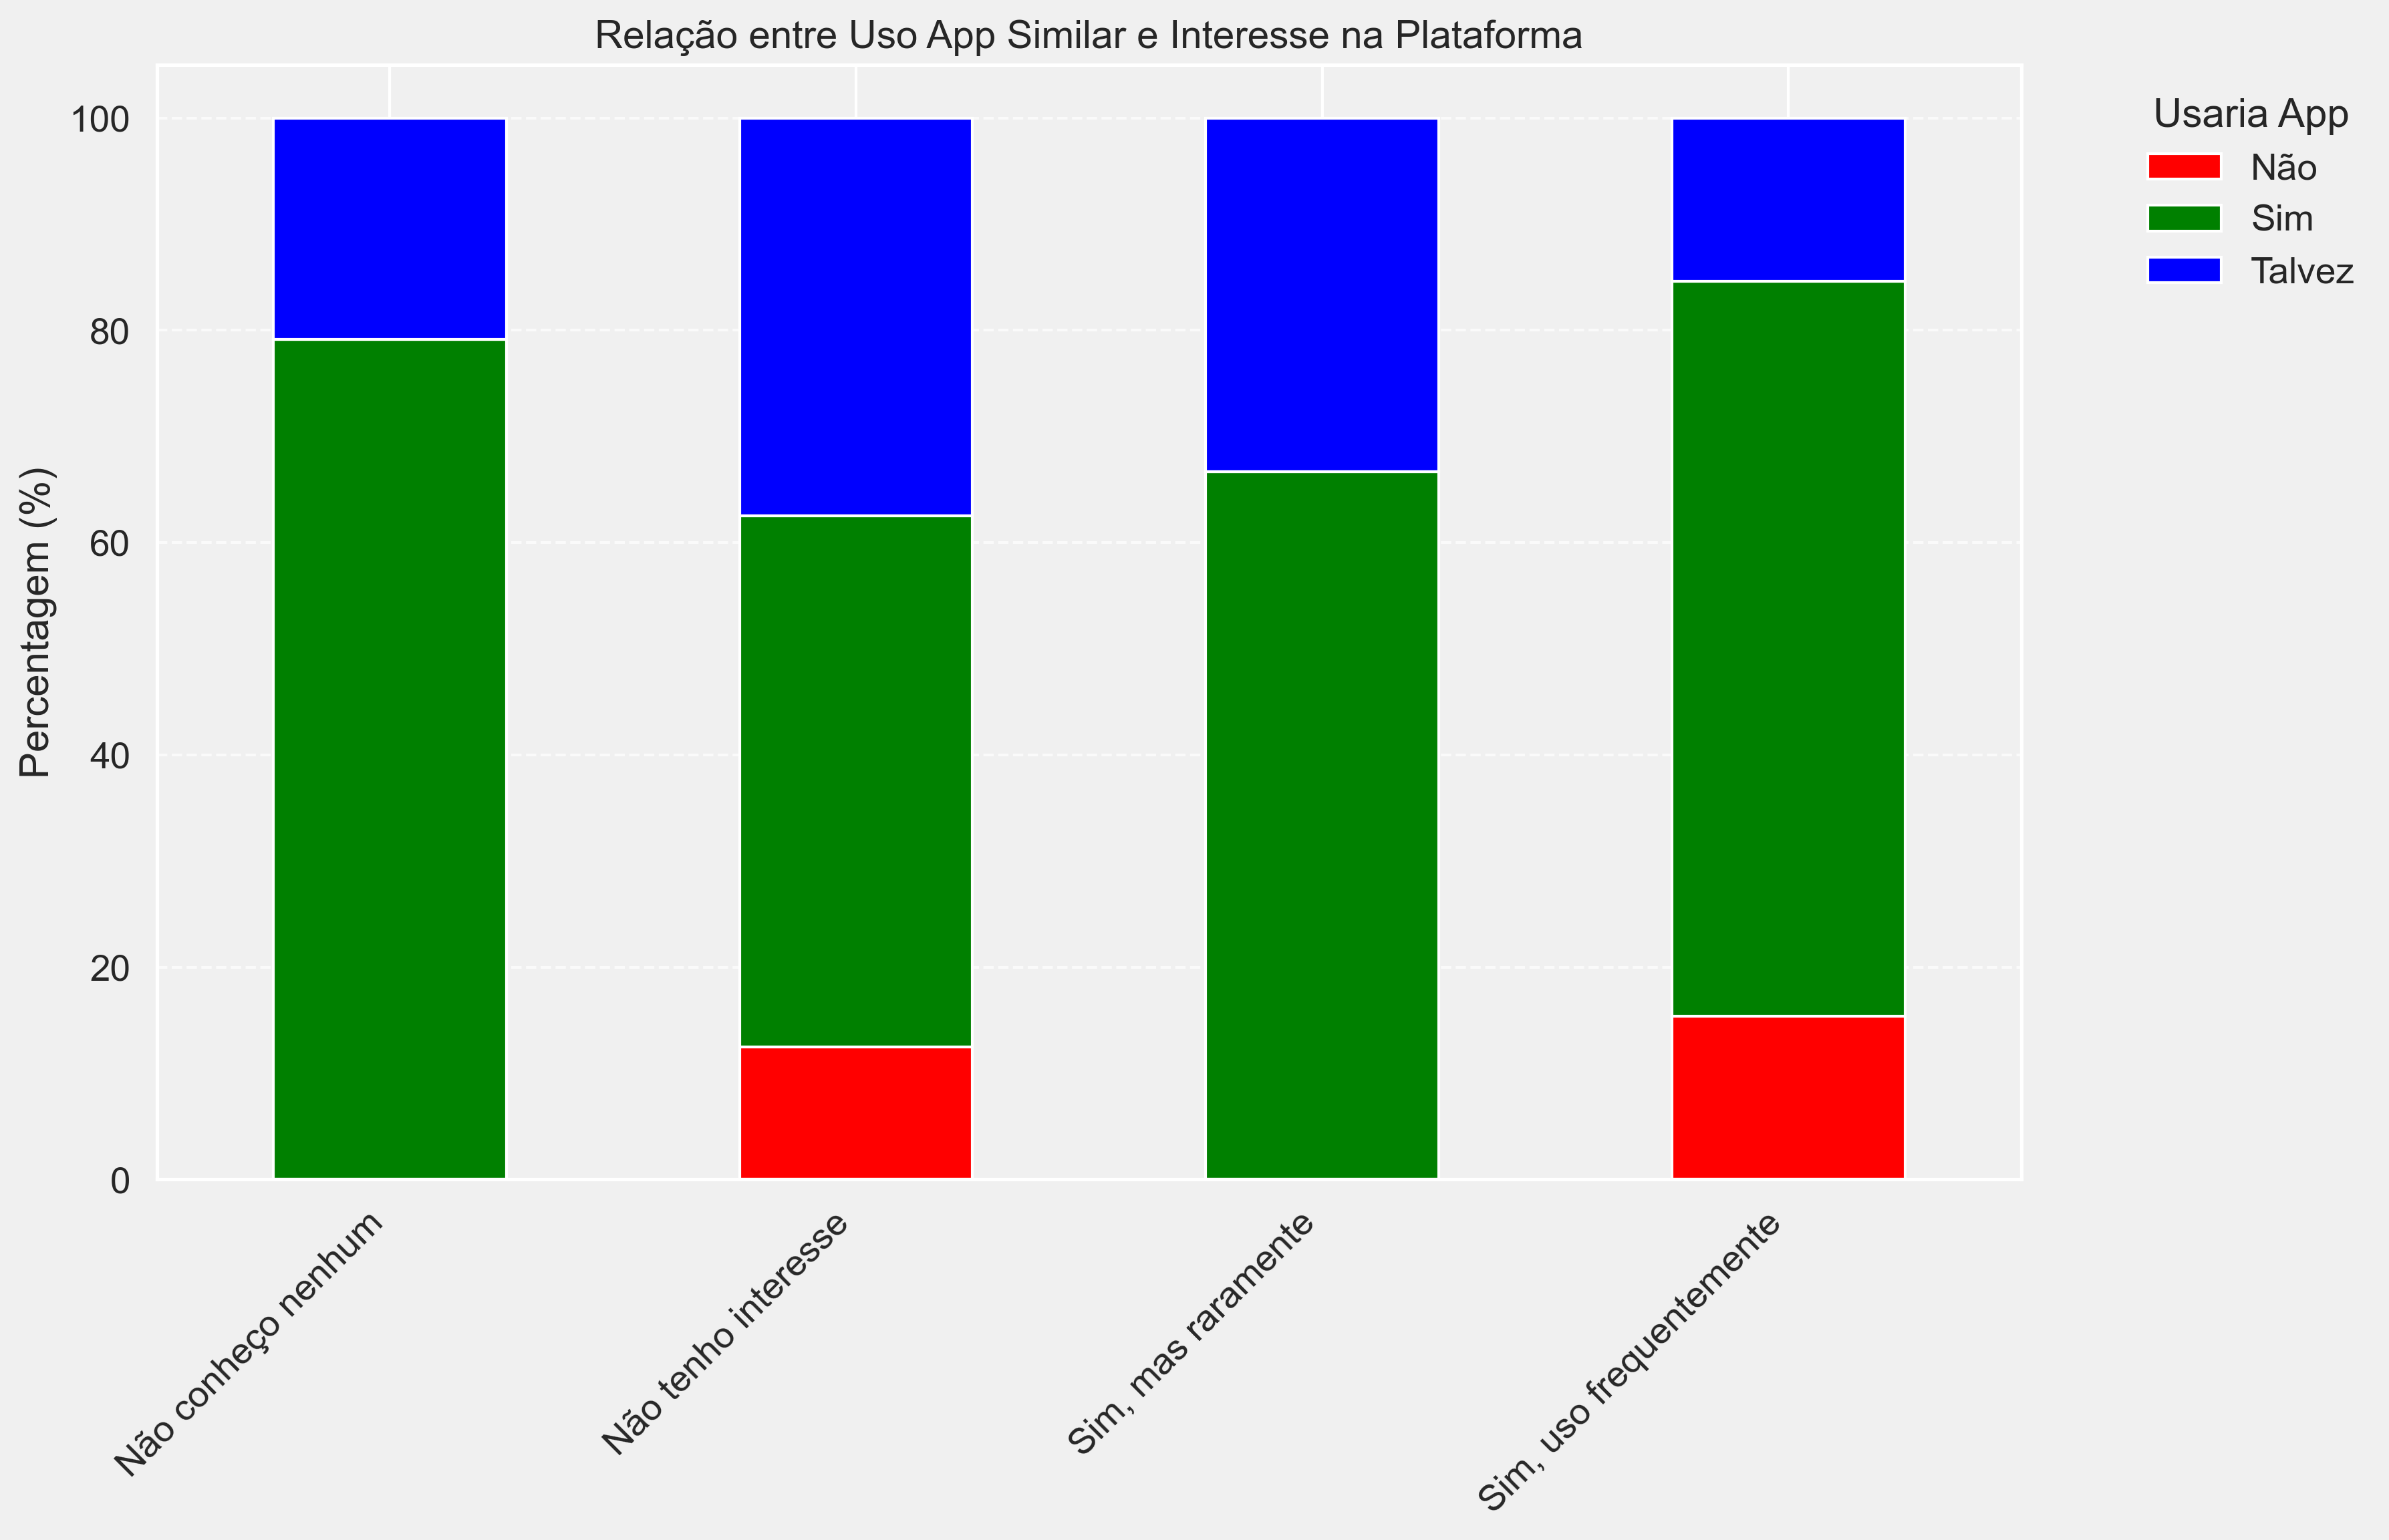 Relação entre Uso App Similar e Interesse na Plataforma
Usaria App
Não
Sim
Talvez
Percentagem (%)
100
80
60
40
20
0
Não conheço nenhum
Não tenho interesse
Sim, mas raramente
Sim, uso frequentemente